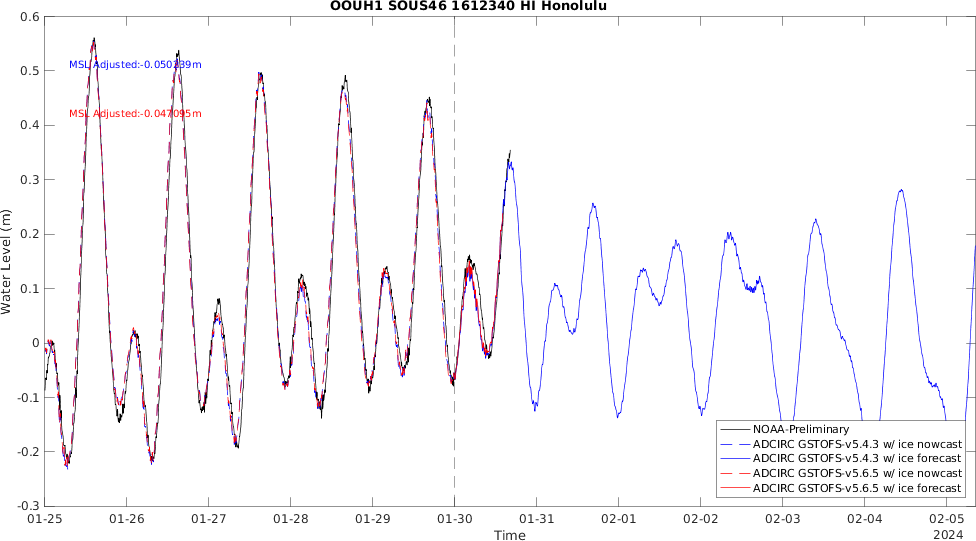 OOUH1 SOUS46 1612340 HI Honolulu
0.6
0.5
0.4
0.3
0.2
0.1
0
-0.1
-0.2
-0.3
Water Level (m)
MSL Adjusted:-0.050239m
MSL Adjusted:-0.047095m
NOAA-Preliminary
ADCIRC GSTOFS-v5.4.3 w/ ice nowcast
ADCIRC GSTOFS-v5.4.3 w/ ice forecast
ADCIRC GSTOFS-v5.6.5 w/ ice nowcast
ADCIRC GSTOFS-v5.6.5 w/ ice forecast
01-25 01-26 01-27 01-28 01-29 01-30 01-31 02-01 02-02 02-03 02-04 02-05
Time 2024